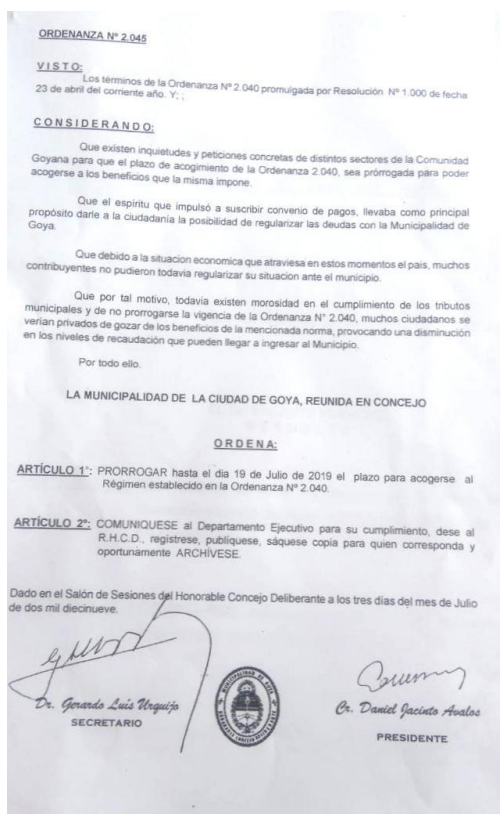 ORDENANZA Nº 2.045
VISTO:
Los términos de la Ordenanza Nº 2.040 promulgada por Resolución Nº 1.000 de fecha
23 de abril del corriente año. Y; ;
CONSIDERANDO:
Que existen inquietudes y peticiones concretas de distintos sectores de la Comunidad
Goyana para que el plazo de acogimiento de la Ordenanza 2.040, sea prórrogada para poder
acogerse a los beneficios que la misma impone.
Que el espíritu que impulsó a suscribir convenio de pagos, llevaba como principal
propósito darle a la ciudadanía la posibilidad de regularizar las deudas con la Municipalidad de
Goya.
Que debido a la situacion economica que atraviesa en estos momentos el pais, muchos
contribuyentes no pudieron todavia regularizar su situacion ante el municipio.
Que por tal motivo, todavia existen morosidad en el cumplimiento de los tributos
municipales y de no prorrogarse la vigencia de la Ordenanza N° 2.040, muchos ciudadanos se
verían privados de gozar de los beneficios de la mencionada norma, provocando una disminución
en los niveles de recaudación que pueden llegar a ingresar al Municipio.
Por todo ello.
LA MUNICIPALIDAD DE LA CIUDAD DE GOYA, REUNIDA EN CONCEJO
ORDENA:
ARTÍCULO 1°: PRORROGAR hasta el dia 19 de Julio de 2019 el plazo para acogerse al
Régimen establecido en la Ordenanza Nº 2.040.
ARTÍCULO 2º: COMUNIQUESE al Departamento Ejecutivo para su cumplimiento, dese al
R.H.C.D., regístrese, publíquese, sáquese copia para quien corresponda y
oportunamente ARCHÍVESE.
Dado en el Salón de Sesiones del Honorable Concejo Deliberante a los tres días del mes de Julio
de dos mil diecinueve.
Dr. Gerardo Luis Urquijo
SECRETARIO
MUNICIPALIDAD DE GOYA
HONORABLE CONCEJO DELIBERANTE
Cr. Daniel Jacinto Avalos
PRESIDENTE